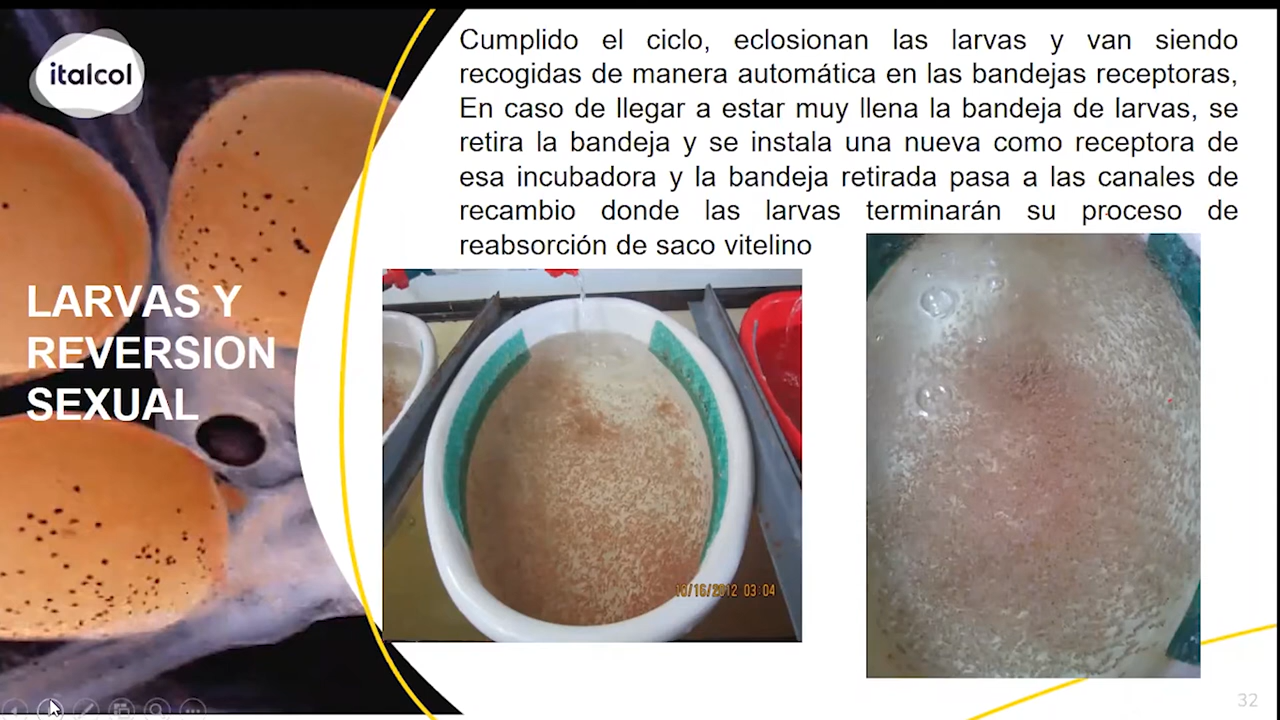 italcol
Cumplido el ciclo, eclosionan las larvas y van siendo
recogidas de manera automática en las bandejas receptoras,
En caso de llegar a estar muy llena la bandeja de larvas, se
retira la bandeja y se instala una nueva como receptora de
esa incubadora y la bandeja retirada pasa a las canales de
recambio donde las larvas terminarán su proceso de
reabsorción de saco vitelino
LARVAS Y
REVERSION
SEXUAL
10/16/2012 03:04
32